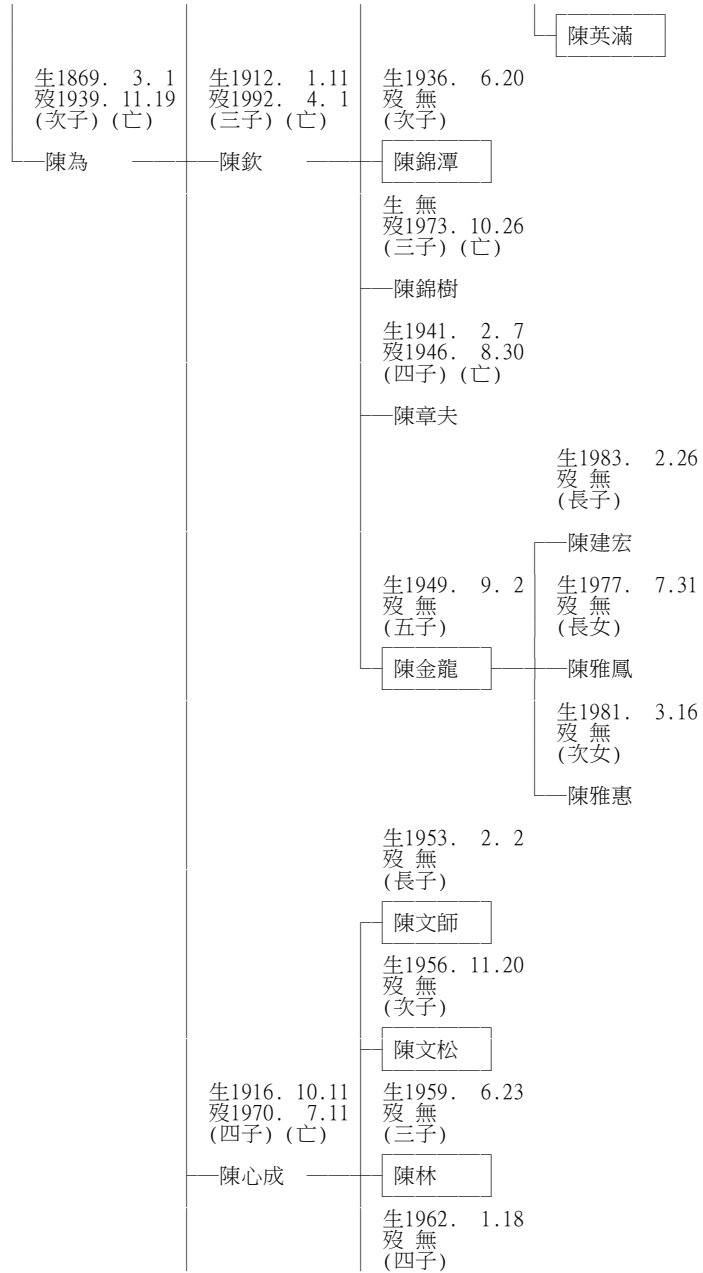 陳英滿
生1869. 3. 1 生1912. 1.11 生1936. 6.20
歿1939. 11.19 歿1992. 4. 1 歿 無
(次子) (亡) (三子) (亡) (次子)
陳為 陳欽 陳錦潭
生 無
歿1973. 10.26
(三子) (亡)
陳錦樹
生1941. 2. 7
歿1946. 8.30
(四子) (亡)
陳章夫
生1983. 2.26
歿 無
(長子)
陳建宏
生1949. 9. 2 生1977. 7.31
歿 無 歿 無
(五子) (長女)
陳金龍 陳雅鳳
生1981. 3.16
歿 無
(次女)
陳雅惠
生1953. 2. 2
歿 無
(長子)
陳文師
生1956. 11.20
歿 無
(次子)
陳文松
生1916. 10.11 生1959. 6.23
歿1970. 7.11 歿 無
(四子) (亡) (三子)
陳心成 陳林
生1962. 1.18
歿 無
(四子)